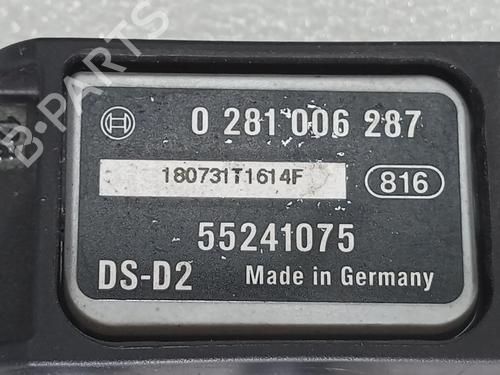 B-PARTS
0 281 006 287
180731T1614F
816
55241075
DS-D2 Made in Germany